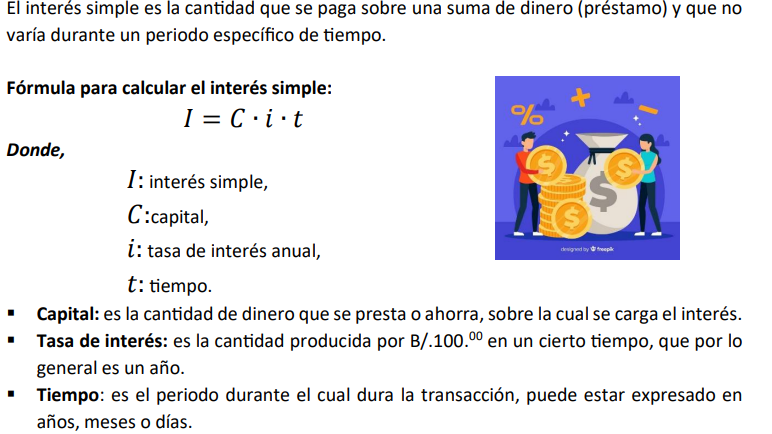 El interés simple es la cantidad que se paga sobre una suma de dinero (préstamo) y que no
varía durante un periodo específico de tiempo.
Fórmula para calcular el interés simple:
I = C · i · t
Donde,
I: interés simple,
C:capital,
i: tasa de interés anual,
t: tiempo.
% + −
$ $ $ $
designed by freepik
▪ Capital: es la cantidad de dinero que se presta o ahorra, sobre la cual se carga el interés.
▪ Tasa de interés: es la cantidad producida por B/.100.⁰⁰ en un cierto tiempo, que por lo
general es un año.
▪ Tiempo: es el periodo durante el cual dura la transacción, puede estar expresado en
años, meses o días.